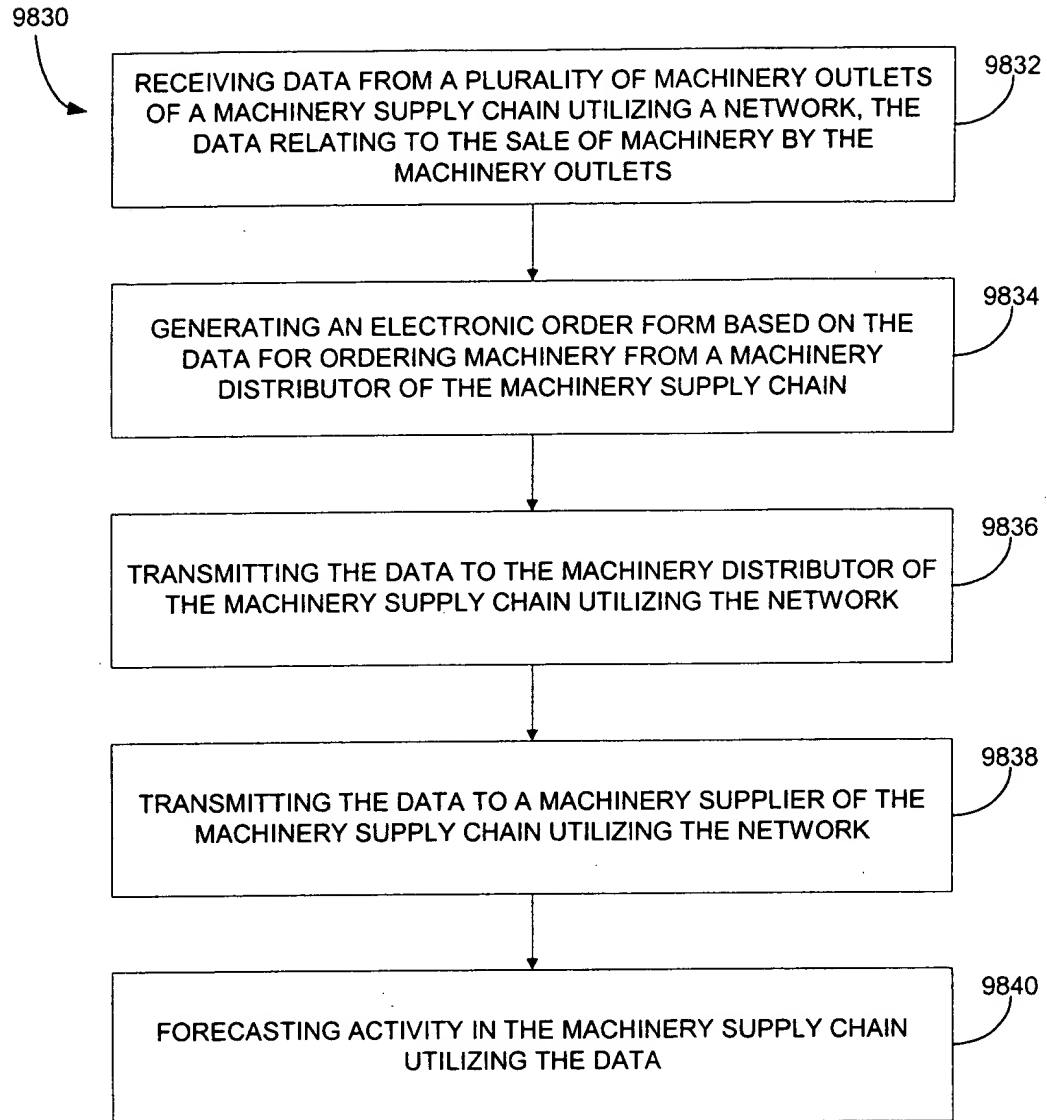 9830
RECEIVING DATA FROM A PLURALITY OF MACHINERY OUTLETS
OF A MACHINERY SUPPLY CHAIN UTILIZING A NETWORK, THE
DATA RELATING TO THE SALE OF MACHINERY BY THE
MACHINERY OUTLETS
9832
GENERATING AN ELECTRONIC ORDER FORM BASED ON THE
DATA FOR ORDERING MACHINERY FROM A MACHINERY
DISTRIBUTOR OF THE MACHINERY SUPPLY CHAIN
9834
TRANSMITTING THE DATA TO THE MACHINERY DISTRIBUTOR OF
THE MACHINERY SUPPLY CHAIN UTILIZING THE NETWORK
9836
TRANSMITTING THE DATA TO A MACHINERY SUPPLIER OF THE
MACHINERY SUPPLY CHAIN UTILIZING THE NETWORK
9838
FORECASTING ACTIVITY IN THE MACHINERY SUPPLY CHAIN
UTILIZING THE DATA
9840